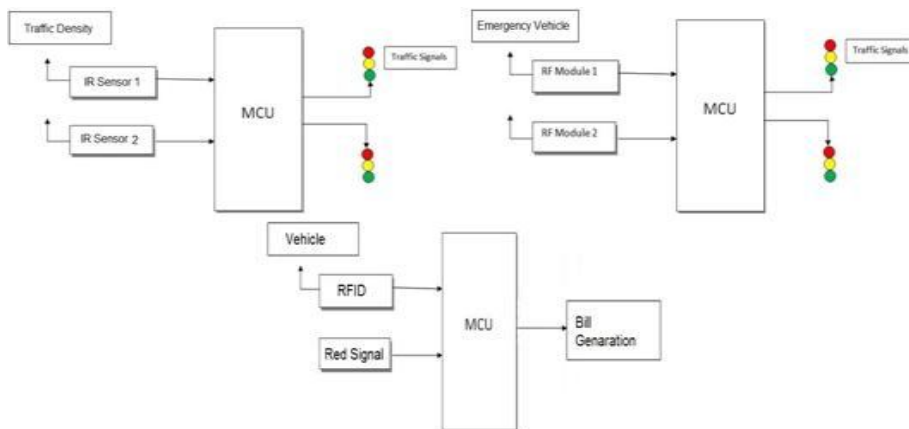 Traffic Density
IR Sensor 1
IR Sensor 2
MCU
Traffic Signals
Emergency Vehicle
RF Module 1
RF Module 2
MCU
Traffic Signals
Vehicle
RFID
Red Signal
MCU
Bill
Genaration